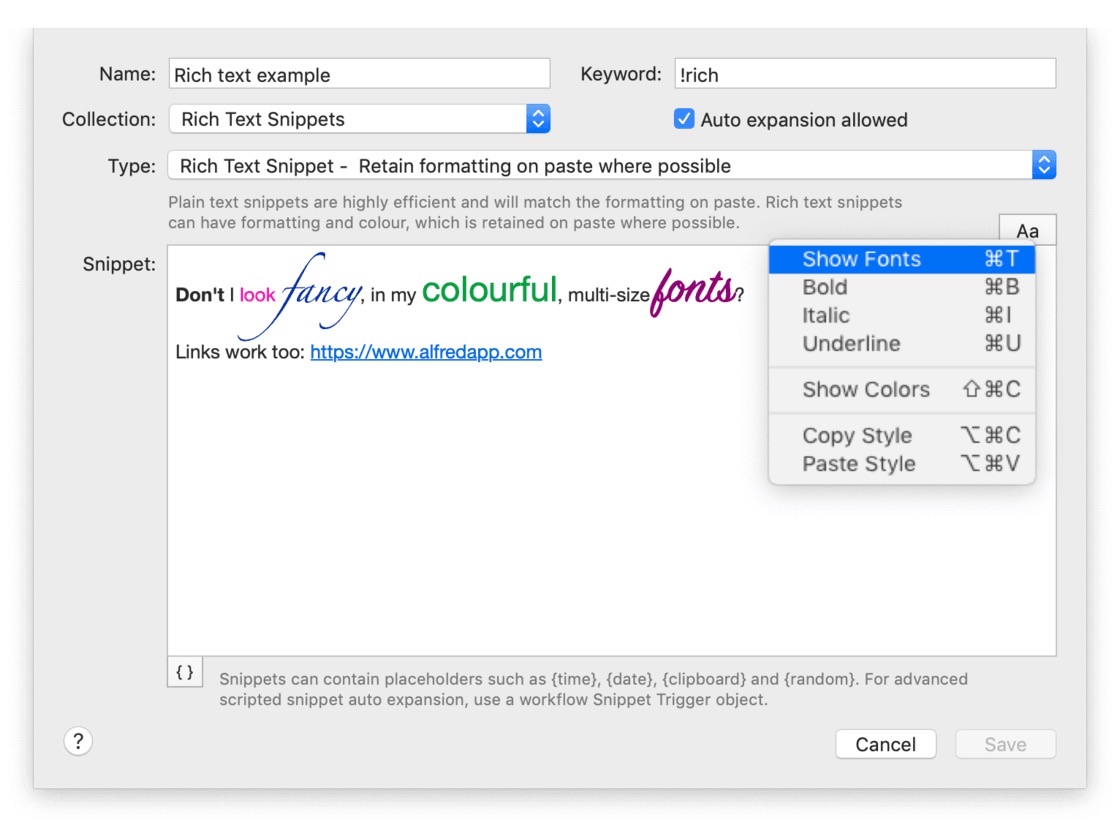 Name: Rich text example Keyword: !rich
Collection: Rich Text Snippets Auto expansion allowed
Type: Rich Text Snippet - Retain formatting on paste where possible
Plain text snippets are highly efficient and will match the formatting on paste. Rich text snippets
can have formatting and colour, which is retained on paste where possible.
Aa
Snippet:
Don't I look fancy, in my colourful, multi-size fonts?
Links work too: https://www.alfredapp.com
Show Fonts ⌘T
Bold ⌘B
Italic ⌘I
Underline ⌘U
Show Colors ⇧⌘C
Copy Style ⌥⌘C
Paste Style ⌥⌘V
{ }
Snippets can contain placeholders such as {time}, {date}, {clipboard} and {random}. For advanced
scripted snippet auto expansion, use a workflow Snippet Trigger object.
? Cancel Save